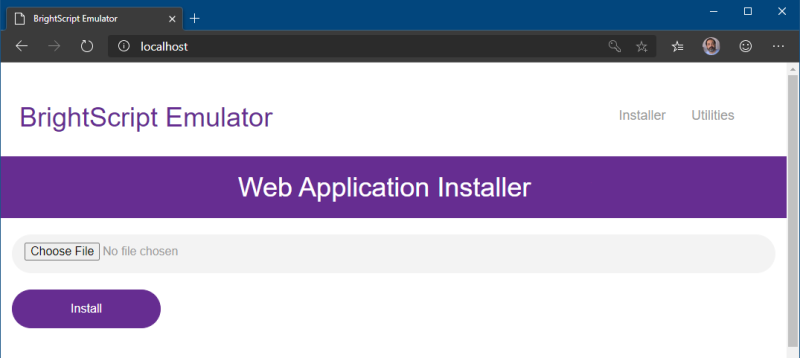 BrightScript Emulator
localhost
BrightScript Emulator
Installer
Utilities
Web Application Installer
Choose File No file chosen
Install